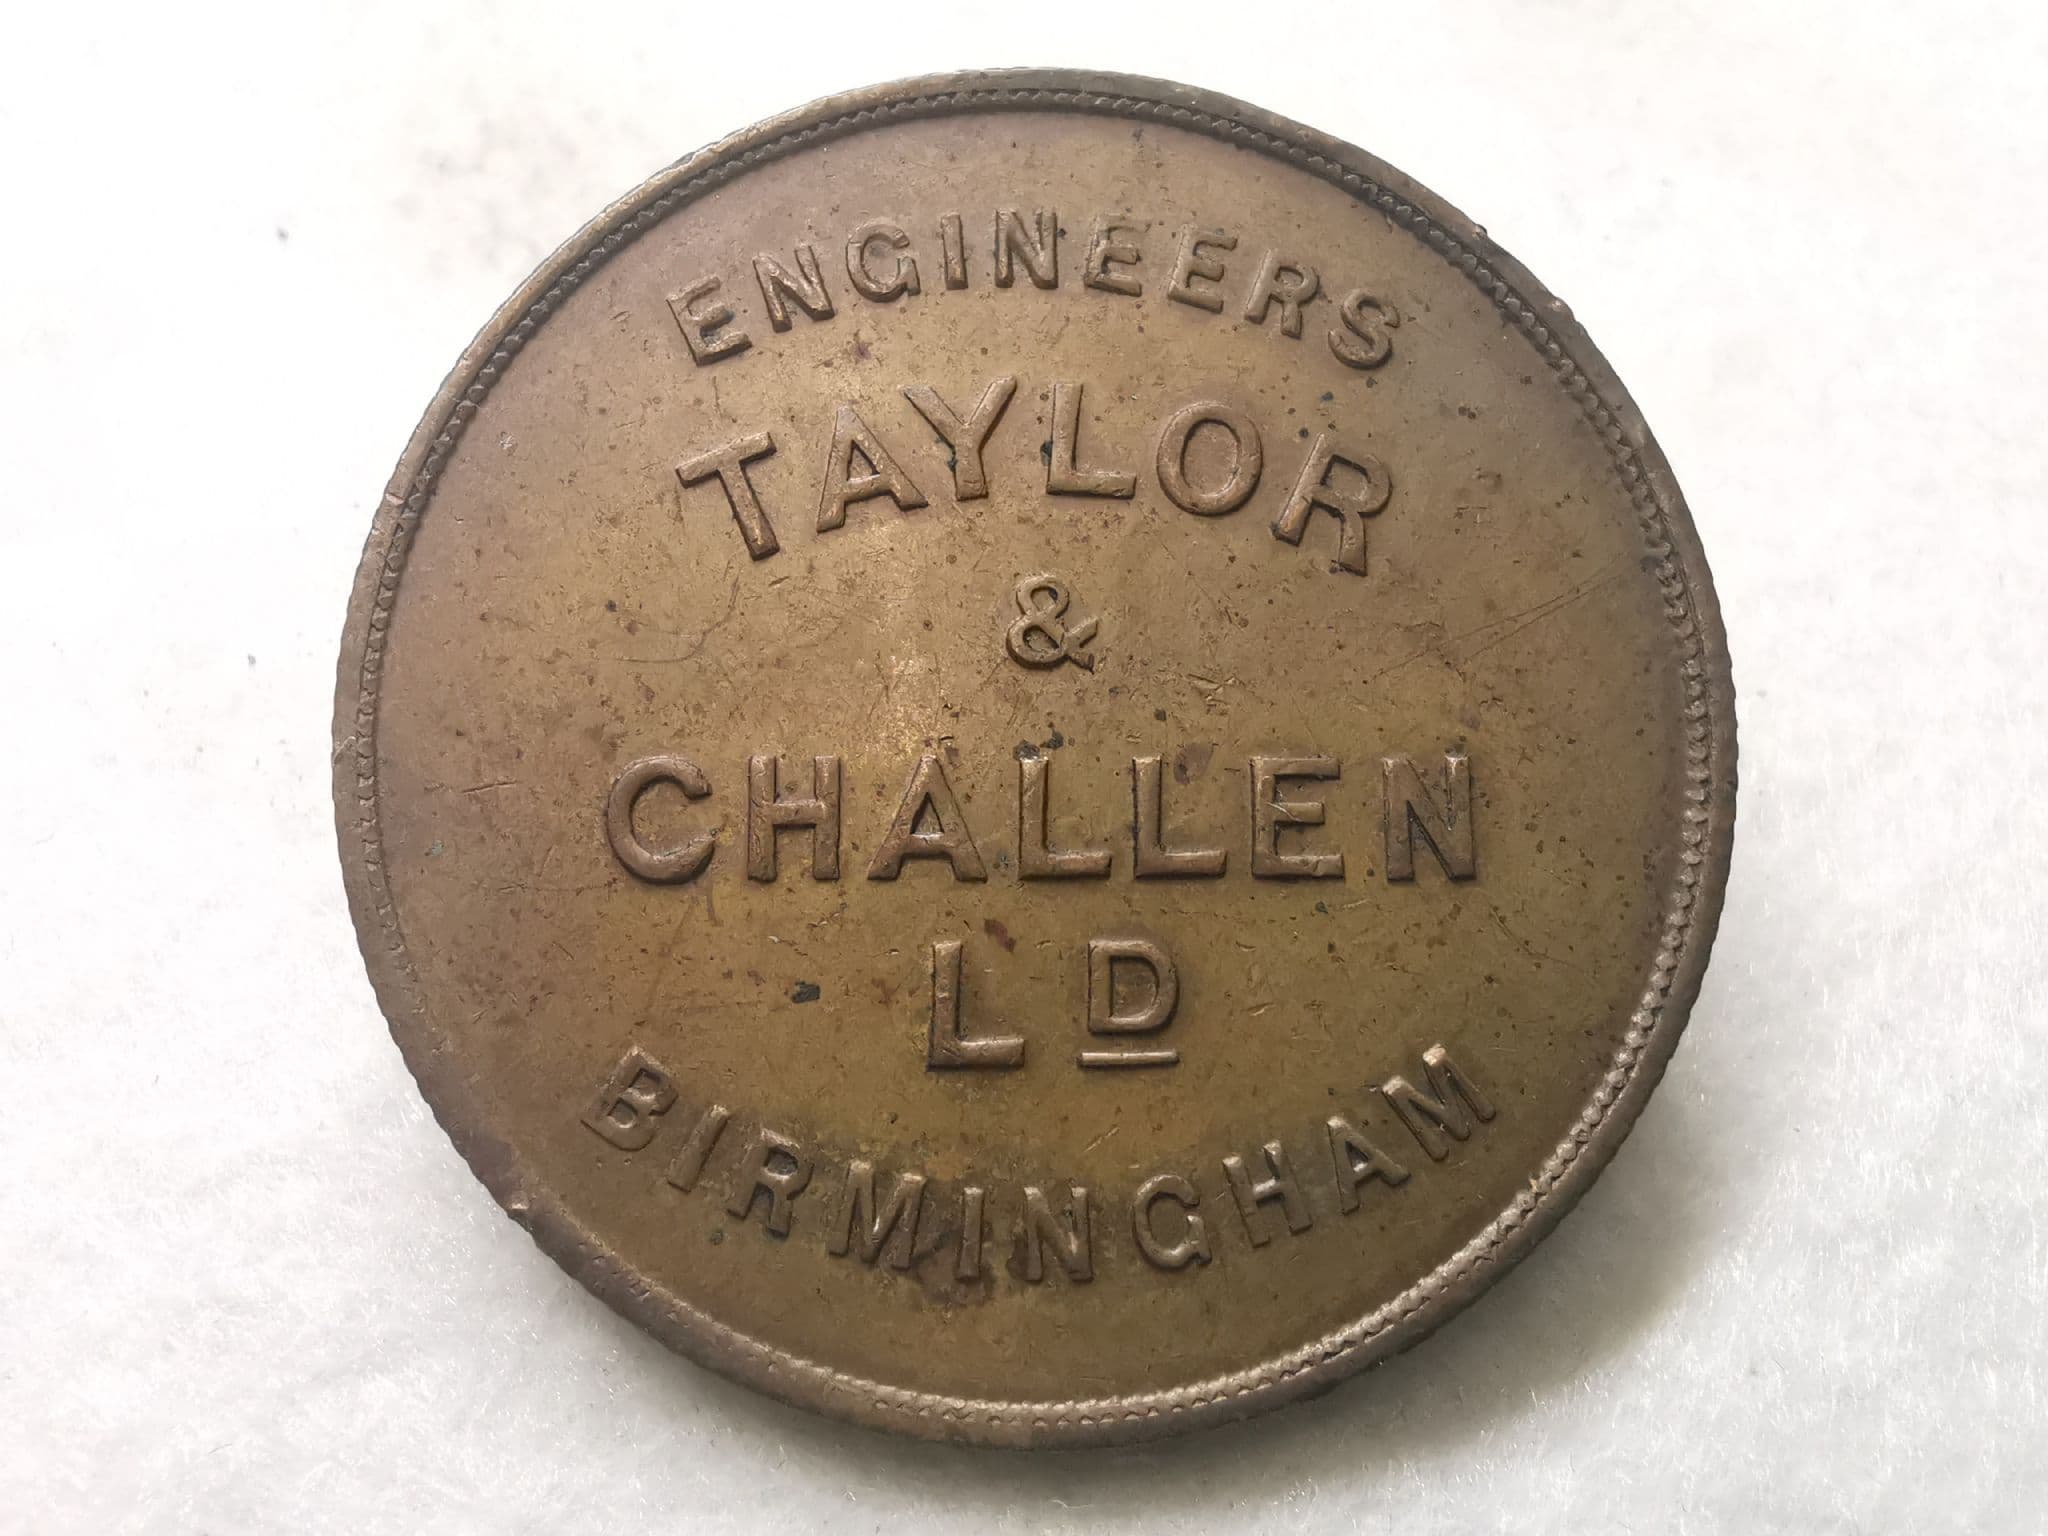 ENGINEERS
TAYLOR
&
CHALLEN
LD
BIRMINGHAM